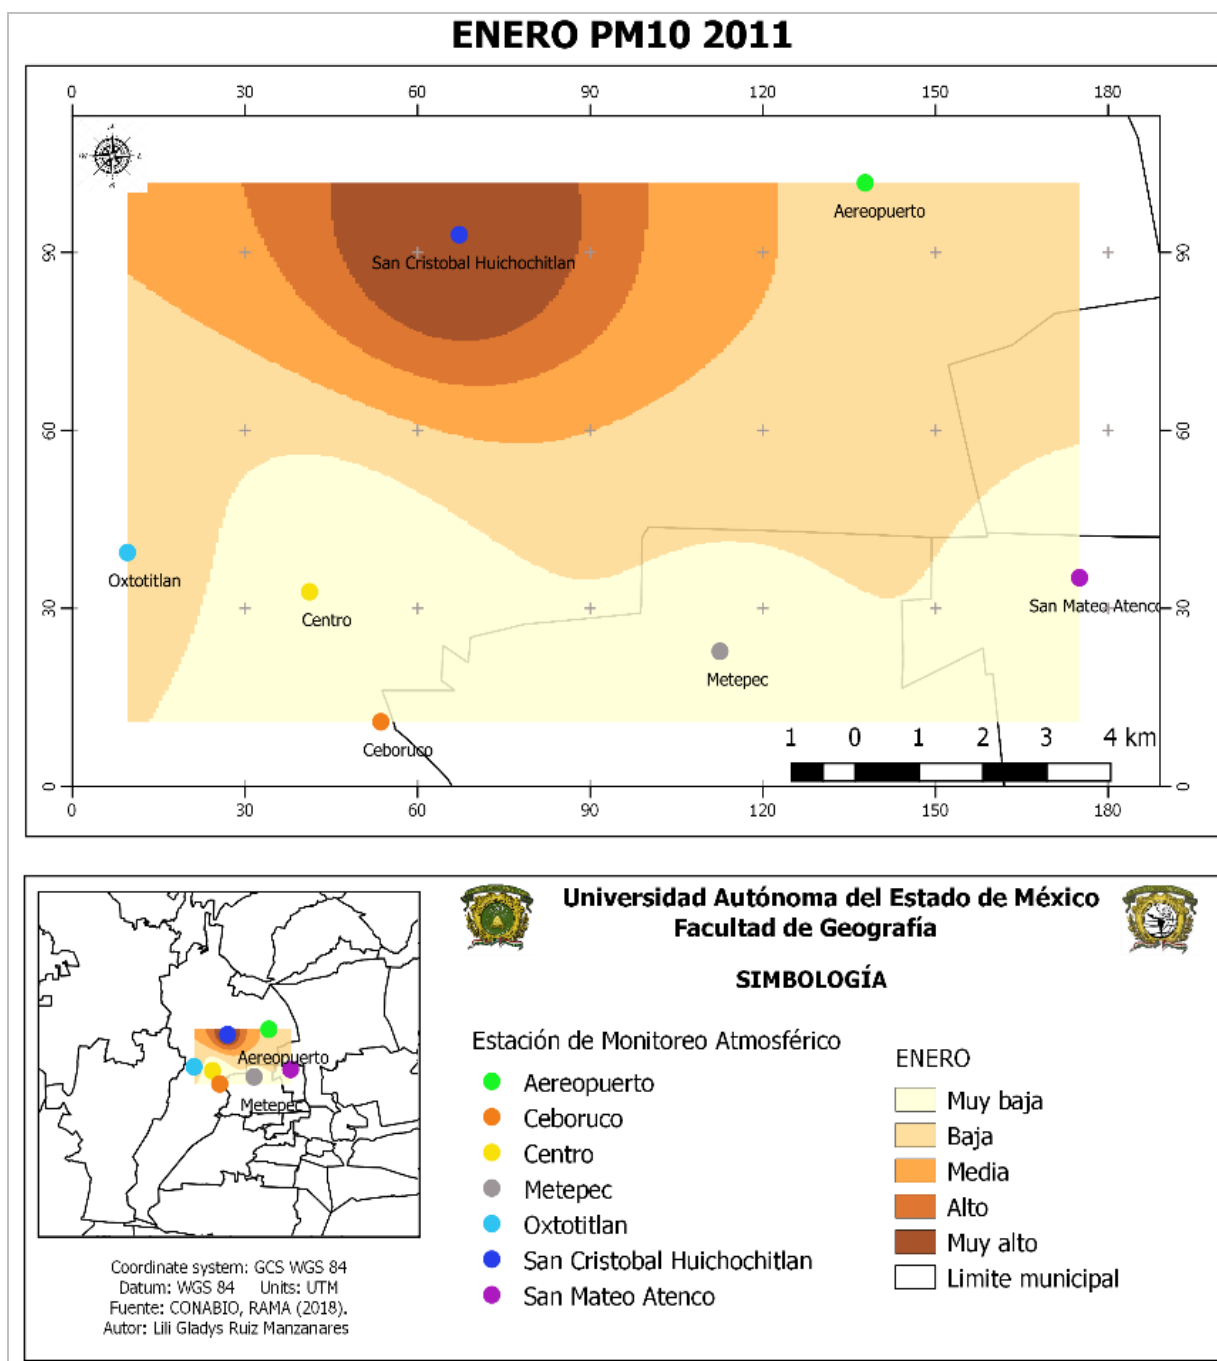 ENERO PM10 2011
0 30 60 90 120 150 180
Aereopuerto
San Cristobal Huichochitlan
90 90
60 60
Oxtotitlan
Centro
San Mateo Atenco
30 30
Metepec
Ceboruco
1 0 1 2 3 4 km
0 0
0 30 60 90 120 150 180
Aereopuerto
Metepec
Coordinate system: GCS WGS 84
Datum: WGS 84 Units: UTM
Fuente: CONABIO, RAMA (2018).
Autor: Lili Gladys Ruiz Manzanares
Universidad Autónoma del Estado de México
Facultad de Geografía
SIMBOLOGÍA
Estación de Monitoreo Atmosférico
Aereopuerto
Ceboruco
Centro
Metepec
Oxtotitlan
San Cristobal Huichochitlan
San Mateo Atenco
ENERO
Muy baja
Baja
Media
Alto
Muy alto
Limite municipal